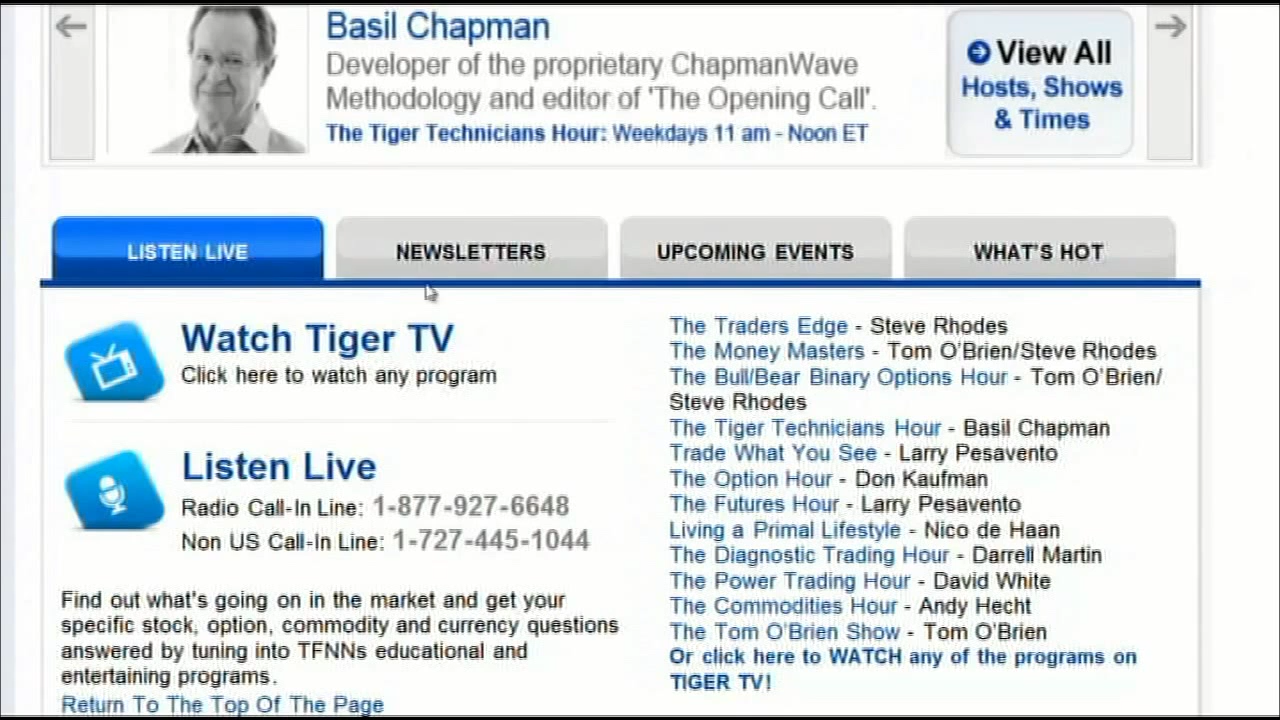 Basil Chapman
Developer of the proprietary ChapmanWave
Methodology and editor of 'The Opening Call'.
The Tiger Technicians Hour: Weekdays 11 am - Noon ET
View All
Hosts, Shows
& Times
LISTEN LIVE
NEWSLETTERS
UPCOMING EVENTS
WHAT'S HOT
Watch Tiger TV
Click here to watch any program
Listen Live
Radio Call-In Line: 1-877-927-6648
Non US Call-In Line: 1-727-445-1044
Find out what's going on in the market and get your
specific stock, option, commodity and currency questions
answered by tuning into TFNNs educational and
entertaining programs.
Return To The Top Of The Page
The Traders Edge - Steve Rhodes
The Money Masters - Tom O'Brien/Steve Rhodes
The Bull/Bear Binary Options Hour - Tom O'Brien/
Steve Rhodes
The Tiger Technicians Hour - Basil Chapman
Trade What You See - Larry Pesavento
The Option Hour - Don Kaufman
The Futures Hour - Larry Pesavento
Living a Primal Lifestyle - Nico de Haan
The Diagnostic Trading Hour - Darrell Martin
The Power Trading Hour - David White
The Commodities Hour - Andy Hecht
The Tom O'Brien Show - Tom O'Brien
Or click here to WATCH any of the programs on
TIGER TV!